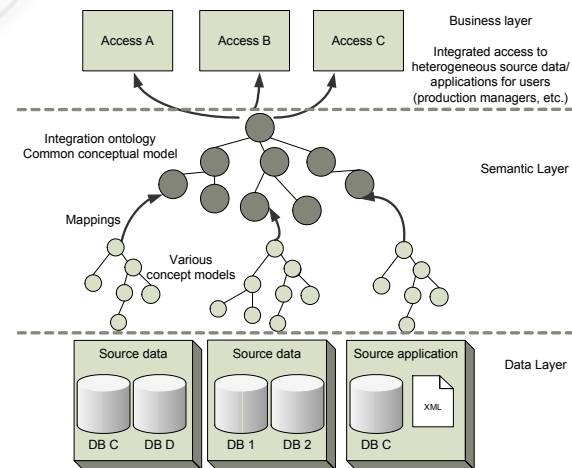 Business layer
Access A
Access B
Access C
Integrated access to
heterogeneous source data/
applications for users
(production managers, etc.)
Integration ontology
Common conceptual model
Semantic Layer
Mappings
Various
concept models
Source data
Source data
Source application
Data Layer
XML
DB C
DB D
DB 1
DB 2
DB C